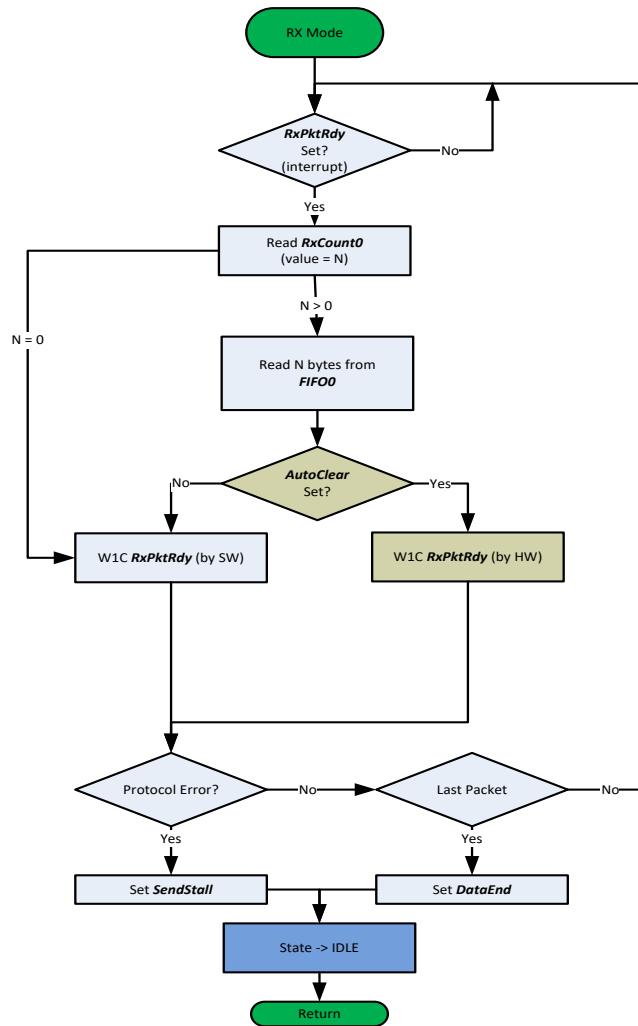 RX Mode
RxPktRdy
Set?
(interrupt)
No
Yes
Read RxCount0
(value = N)
N = 0
N > 0
Read N bytes from
FIFO0
AutoClear
Set?
No
Yes
W1C RxPktRdy (by SW)
W1C RxPktRdy (by HW)
Protocol Error?
No
Last Packet
No
Yes
Yes
Set SendStall
Set DataEnd
State -> IDLE
Return